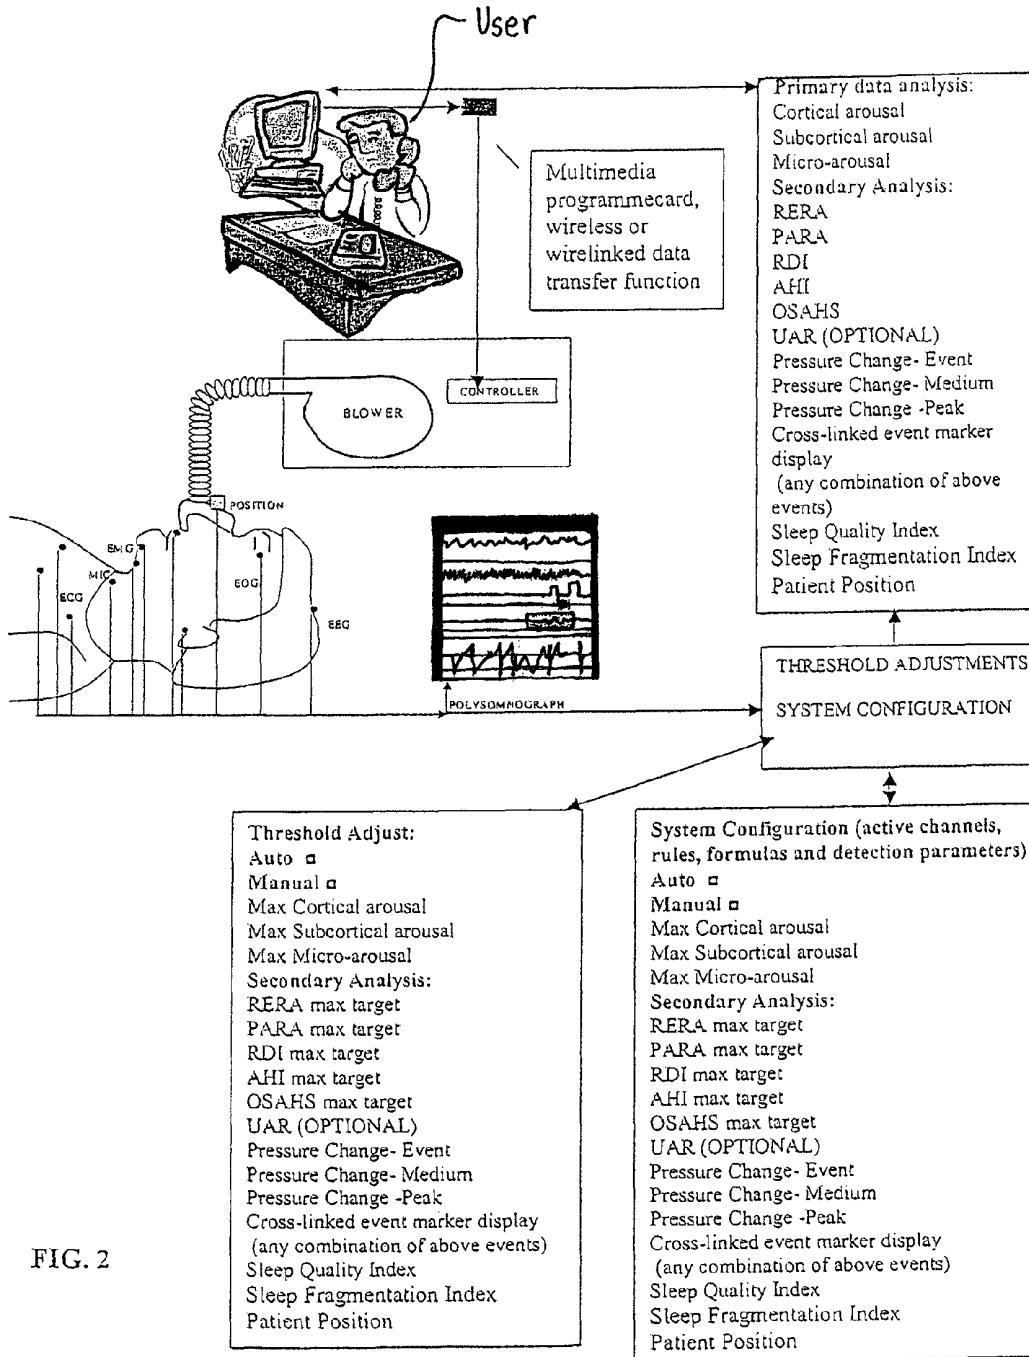 User
Primary data analysis:
Cortical arousal
Subcortical arousal
Micro-arousal
Secondary Analysis:
RERA
PARA
RDI
AHI
OSAHS
UAR (OPTIONAL)
Pressure Change- Event
Pressure Change- Medium
Pressure Change -Peak
Cross-linked event marker
display
(any combination of above
events)
Sleep Quality Index
Sleep Fragmentation Index
Patient Position
Multimedia
programmecard,
wireless or
wirelinked data
transfer function
CONTROLLER
BLOWER
POSITION
EMG
MIC
ECG
EOG
EEG
POLYSOMNOGRAPH
THRESHOLD ADJUSTMENTS
SYSTEM CONFIGURATION
Threshold Adjust:
Auto
Manual
Max Cortical arousal
Max Subcortical arousal
Max Micro-arousal
Secondary Analysis:
RERA max target
PARA max target
RDI max target
AHI max target
OSAHS max target
UAR (OPTIONAL)
Pressure Change- Event
Pressure Change- Medium
Pressure Change -Peak
Cross-linked event marker display
(any combination of above events)
Sleep Quality Index
Sleep Fragmentation Index
Patient Position
System Configuration (active channels,
rules, formulas and detection parameters)
Auto
Manual
Max Cortical arousal
Max Subcortical arousal
Max Micro-arousal
Secondary Analysis:
RERA max target
PARA max target
RDI max target
AHI max target
OSAHS max target
UAR (OPTIONAL)
Pressure Change- Event
Pressure Change- Medium
Pressure Change -Peak
Cross-linked event marker display
(any combination of above events)
Sleep Quality Index
Sleep Fragmentation Index
Patient Position
FIG. 2